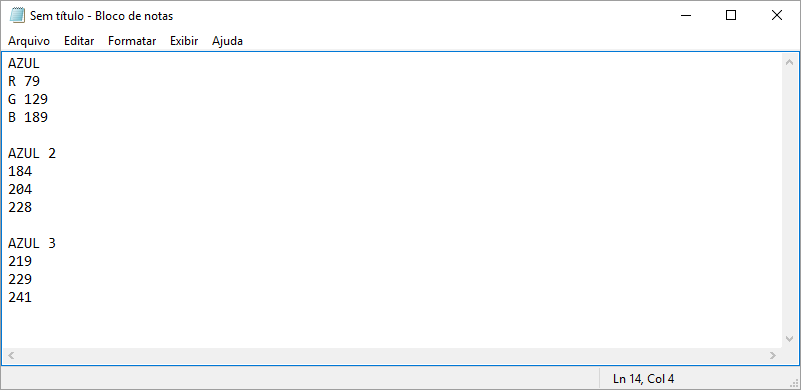 Sem título - Bloco de notas
Arquivo Editar Formatar Exibir Ajuda
AZUL
R 79
G 129
B 189
AZUL 2
184
204
228
AZUL 3
219
229
241
Ln 14, Col 4